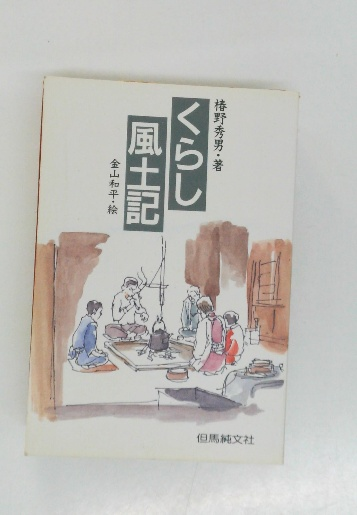 椿野秀男・著
くらし
風土記
金山和平・絵
但馬純文社